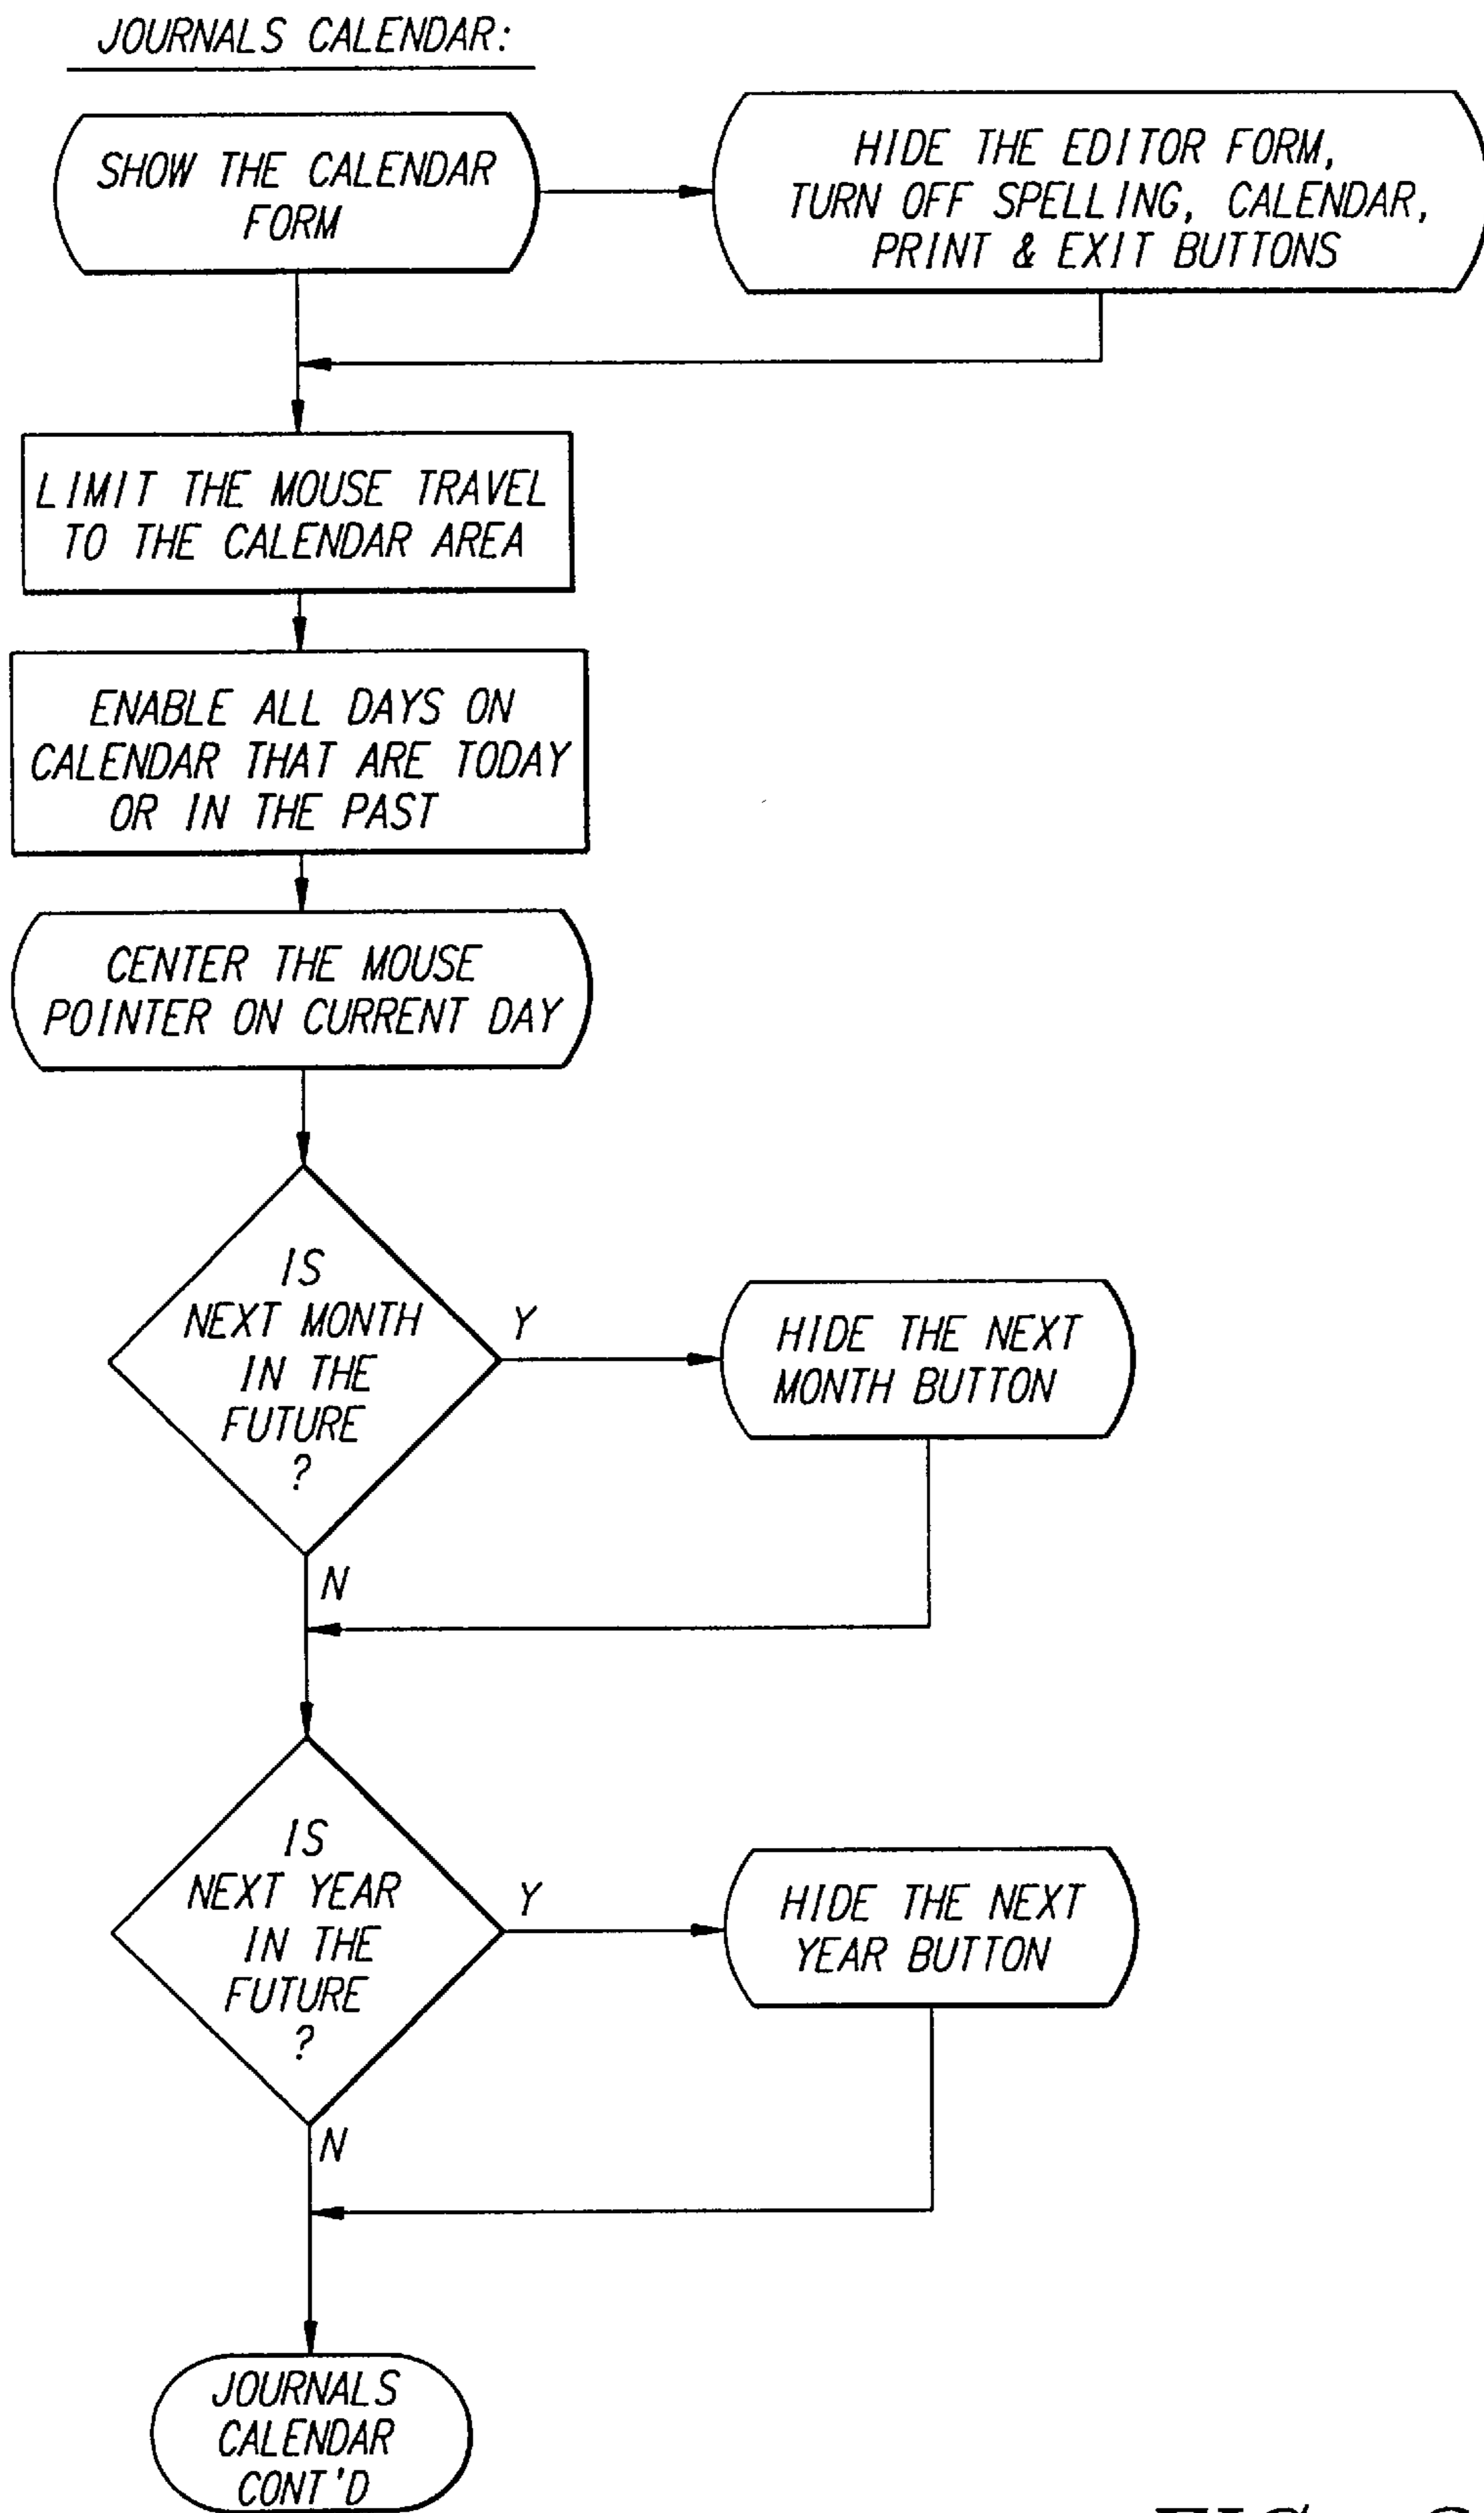 JOURNALS CALENDAR:
SHOW THE CALENDAR
FORM
HIDE THE EDITOR FORM,
TURN OFF SPELLING, CALENDAR,
PRINT & EXIT BUTTONS
LIMIT THE MOUSE TRAVEL
TO THE CALENDAR AREA
ENABLE ALL DAYS ON
CALENDAR THAT ARE TODAY
OR IN THE PAST
CENTER THE MOUSE
POINTER ON CURRENT DAY
IS
NEXT MONTH
IN THE
FUTURE
?
Y
HIDE THE NEXT
MONTH BUTTON
N
IS
NEXT YEAR
IN THE
FUTURE
?
Y
HIDE THE NEXT
YEAR BUTTON
N
JOURNALS
CALENDAR
CONT'D